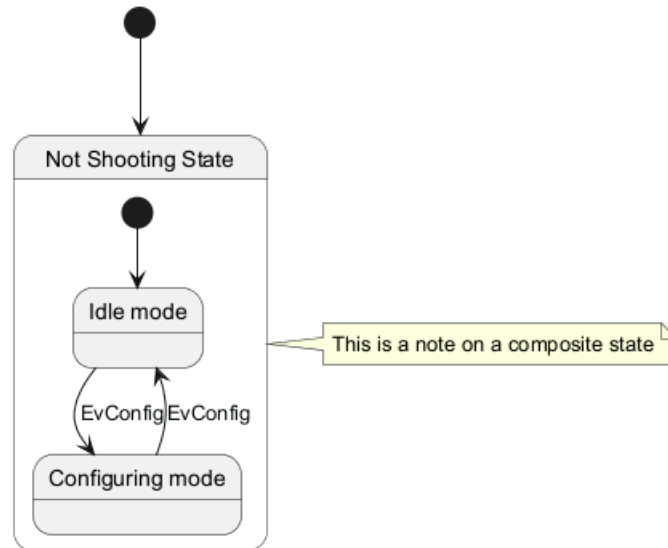 Not Shooting State
Idle mode
This is a note on a composite state
EvConfig
EvConfig
Configuring mode